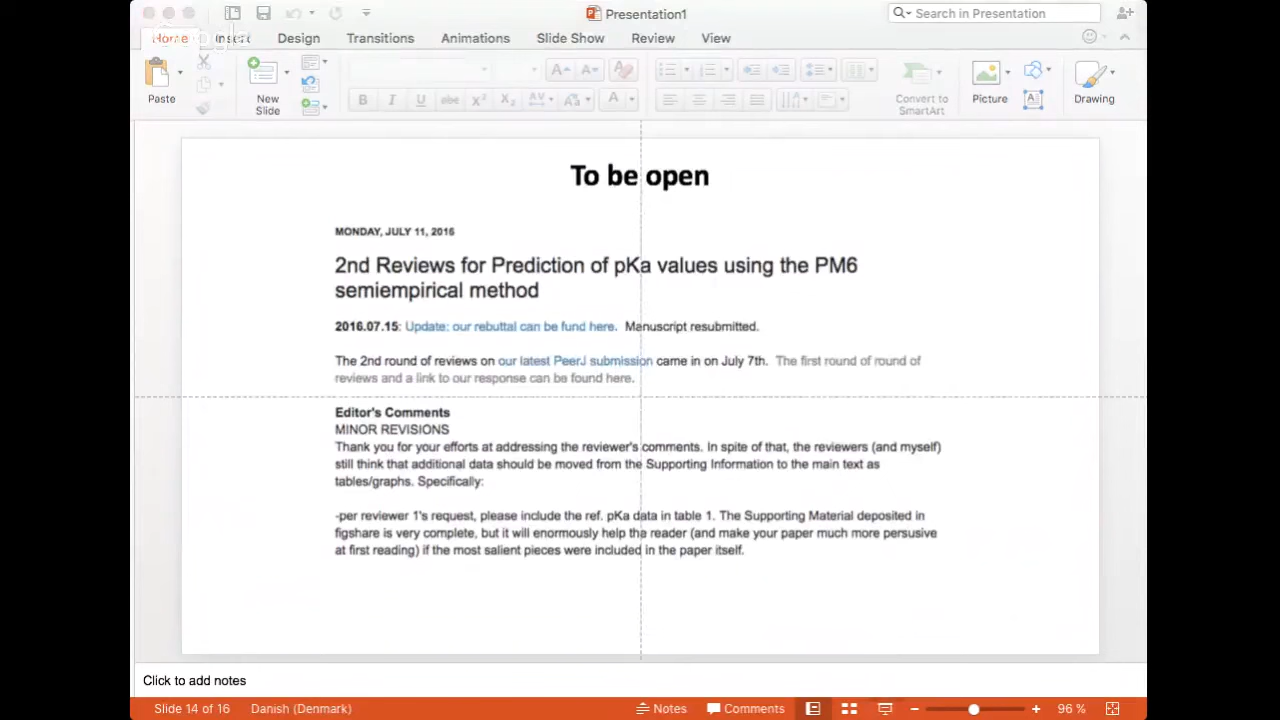 Presentation1
Search in Presentation
Home Insert Design Transitions Animations Slide Show Review View
Paste
New
Slide
B I U abc X² X₂ AV Aa A
Convert to
SmartArt
Picture
Drawing
To be open
MONDAY, JULY 11, 2016
2nd Reviews for Prediction of pKa values using the PM6
semiempirical method
2016.07.15: Update: our rebuttal can be fund here. Manuscript resubmitted.
The 2nd round of reviews on our latest PeerJ submission came in on July 7th. The first round of round of
reviews and a link to our response can be found here.
Editor's Comments
MINOR REVISIONS
Thank you for your efforts at addressing the reviewer's comments. In spite of that, the reviewers (and myself)
still think that additional data should be moved from the Supporting Information to the main text as
tables/graphs. Specifically:
-per reviewer 1's request, please include the ref. pKa data in table 1. The Supporting Material deposited in
figshare is very complete, but it will enormously help the reader (and make your paper much more persusive
at first reading) if the most salient pieces were included in the paper itself.
Click to add notes
Slide 14 of 16 Danish (Denmark) Notes Comments 96 %